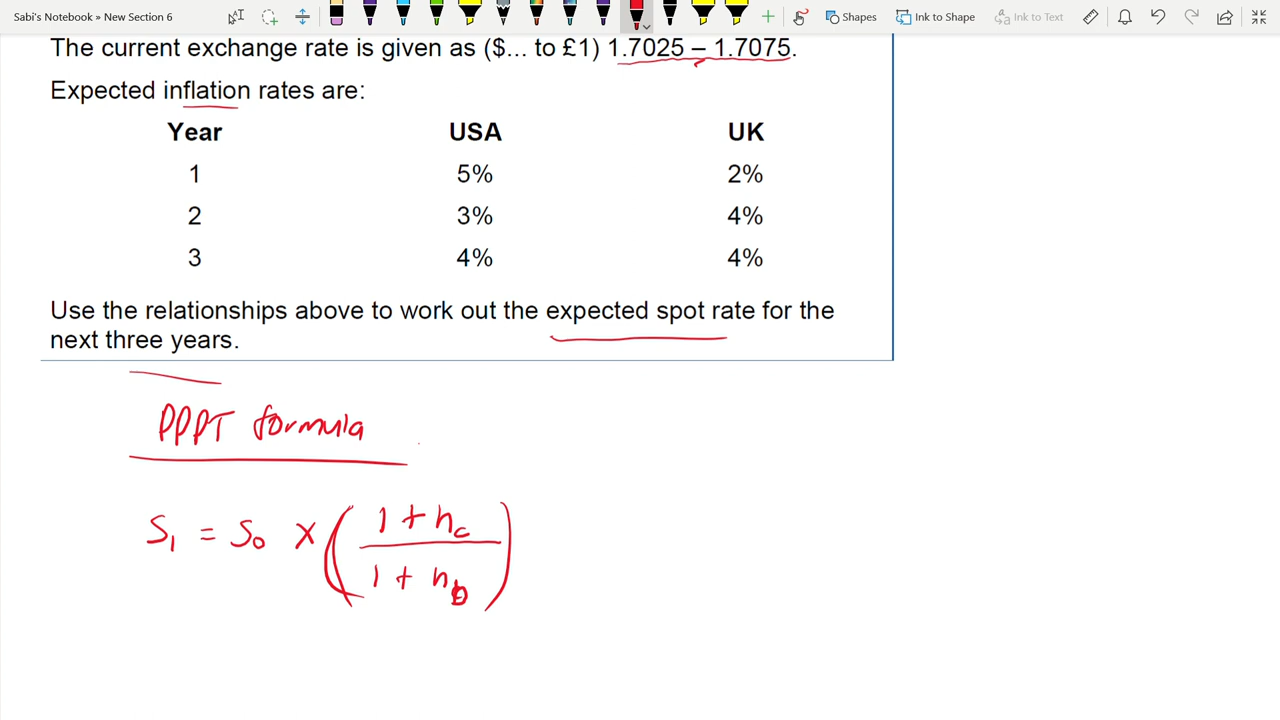 Sabi's Notebook » New Section 6
Shapes Ink to Shape Ink to Text
The current exchange rate is given as ($... to £1) 1.7025 – 1.7075.
Expected inflation rates are:
Year USA UK
1 5% 2%
2 3% 4%
3 4% 4%
Use the relationships above to work out the expected spot rate for the
next three years.
PPPT formula
S₁ = S₀ × (1 + h_c
1 + h_b)